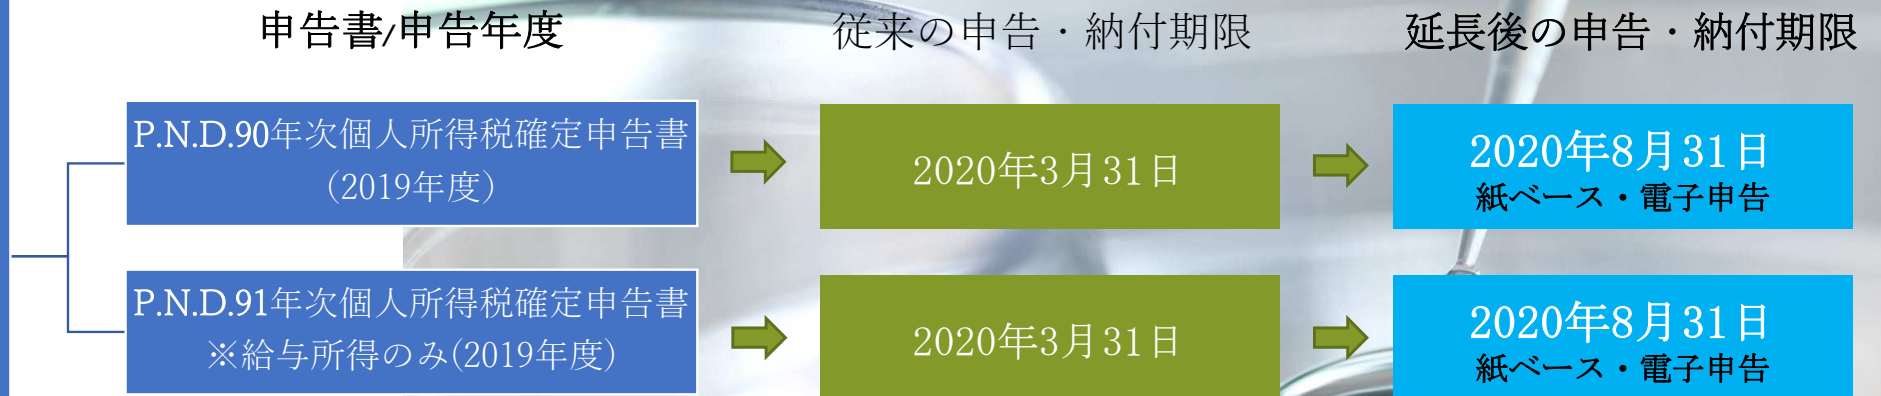 申告書/申告年度
従来の申告・納付期限
延長後の申告・納付期限
P.N.D.90年次個人所得税確定申告書
(2019年度)
2020年3月31日
2020年8月31日
紙ベース・電子申告
P.N.D.91年次個人所得税確定申告書
※給与所得のみ(2019年度)
2020年3月31日
2020年8月31日
紙ベース・電子申告